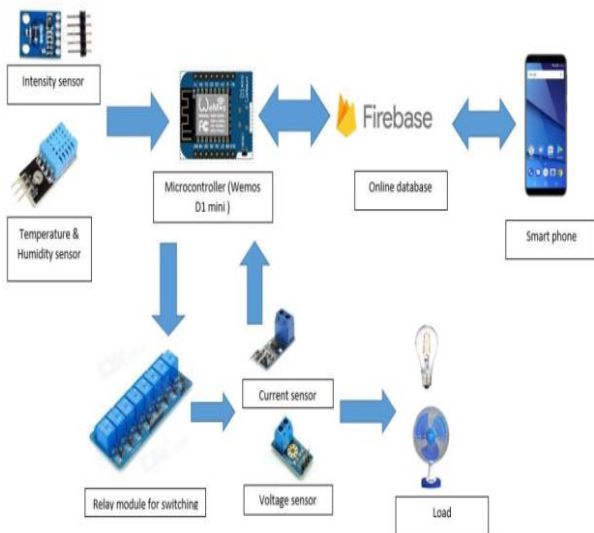 Intensity sensor
Temperature &
Humidity sensor
Microcontroller (Wemos
D1 mini )
Firebase
Online database
Smart phone
Relay module for switching
Current sensor
Voltage sensor
Load